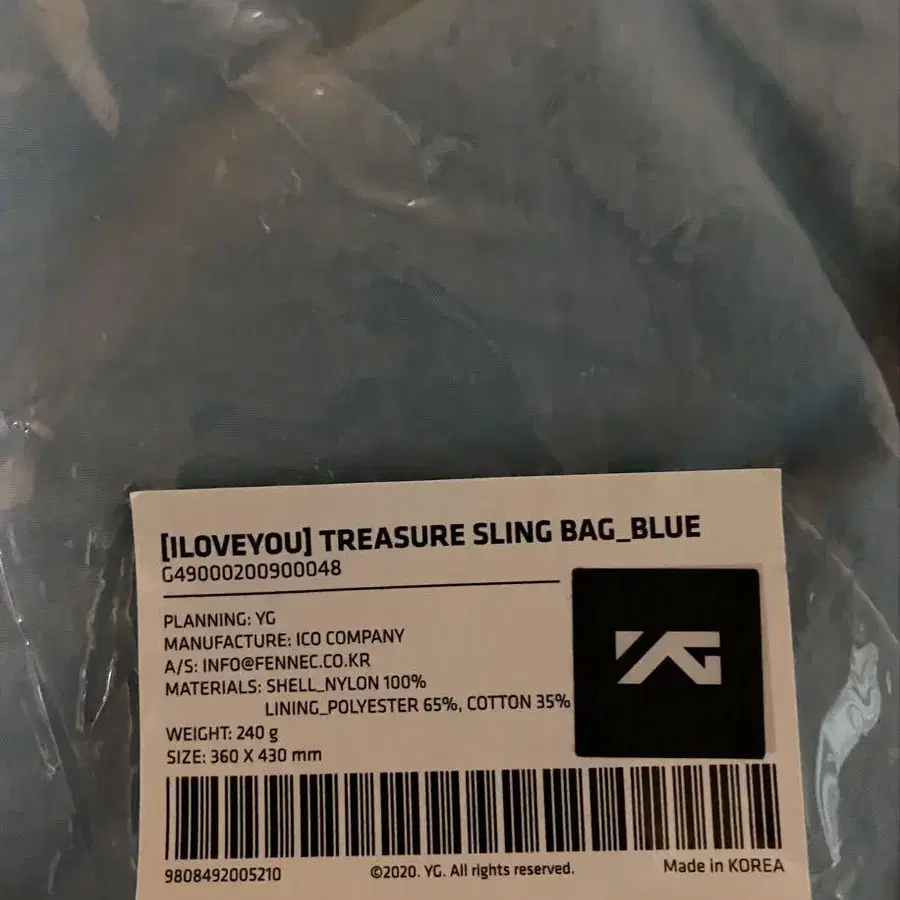 [ILOVEYOU] TREASURE SLING BAG_BLUE
G49000200900048
PLANNING: YG
MANUFACTURE: ICO COMPANY
A/S: INFO@FENNEC.CO.KR
MATERIALS: SHELL_NYLON 100%
LINING_POLYESTER 65%, COTTON 35%
WEIGHT: 240 g
SIZE: 360 X 430 mm
YG
9808492005210 ©2020. YG. All rights reserved. Made in KOREA